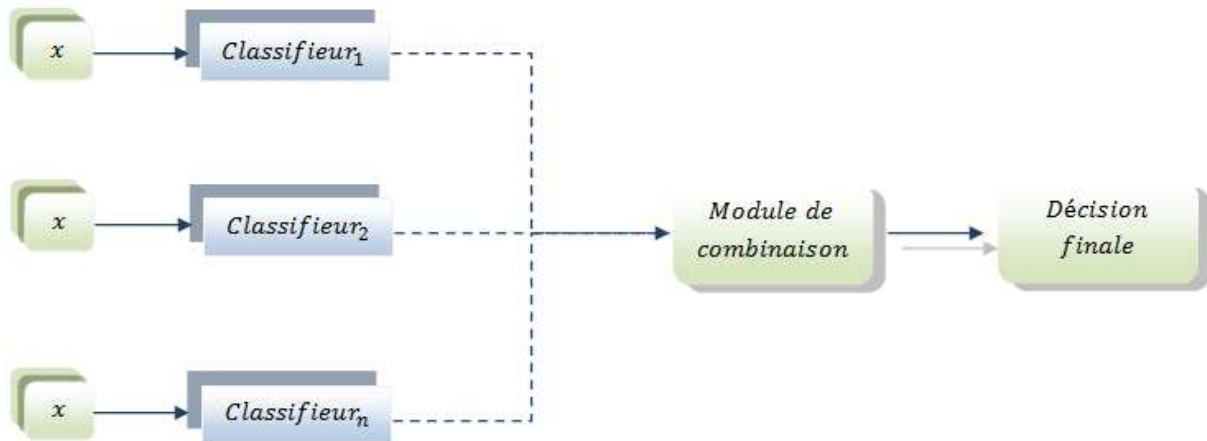 x
Classifieur1
x
Classifieur2
Module de
combinaison
Décision
finale
x
Classifieurn